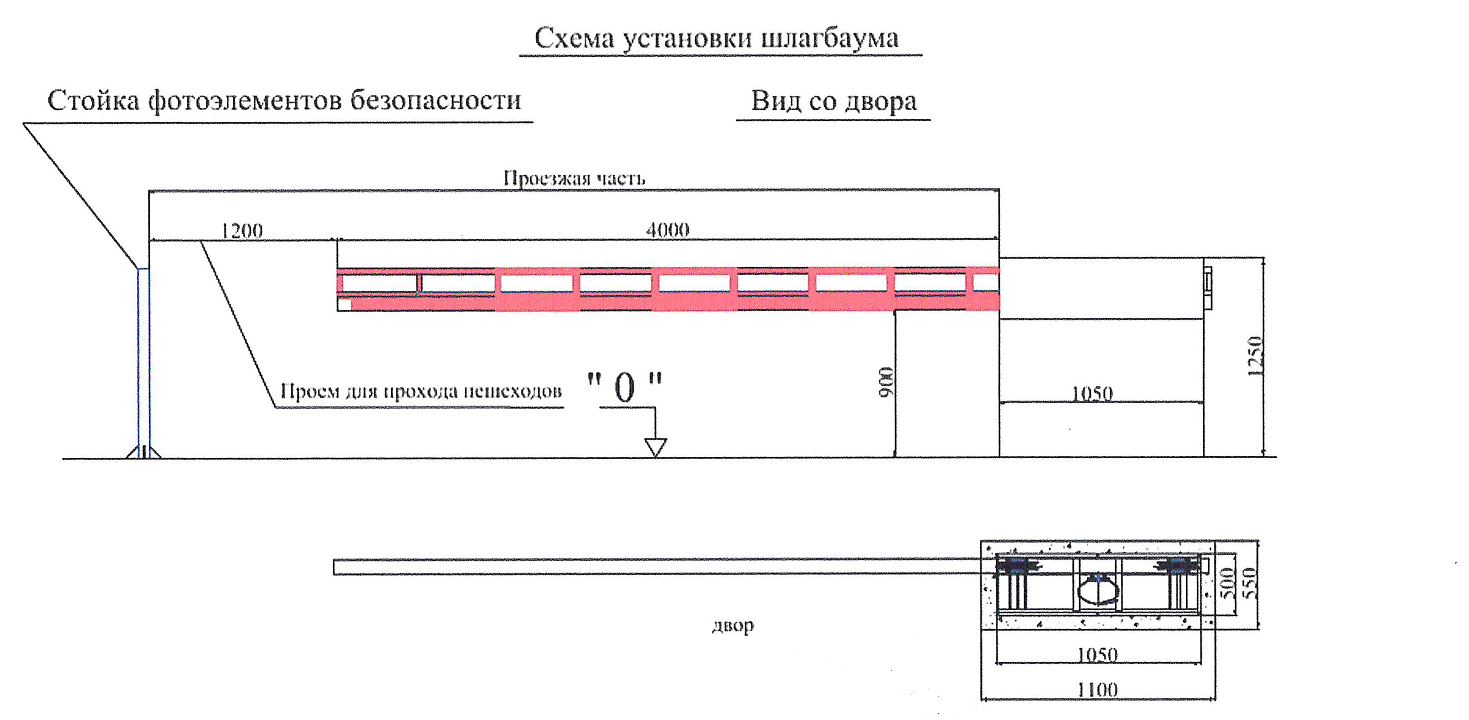 Схема установки шлагбаума
Стойка фотоэлементов безопасности
Вид со двора
Проезжая часть
1200
4000
1250
900
Проем для прохода пешеходов
" 0 "
1050
500
550
двор
1050
1100